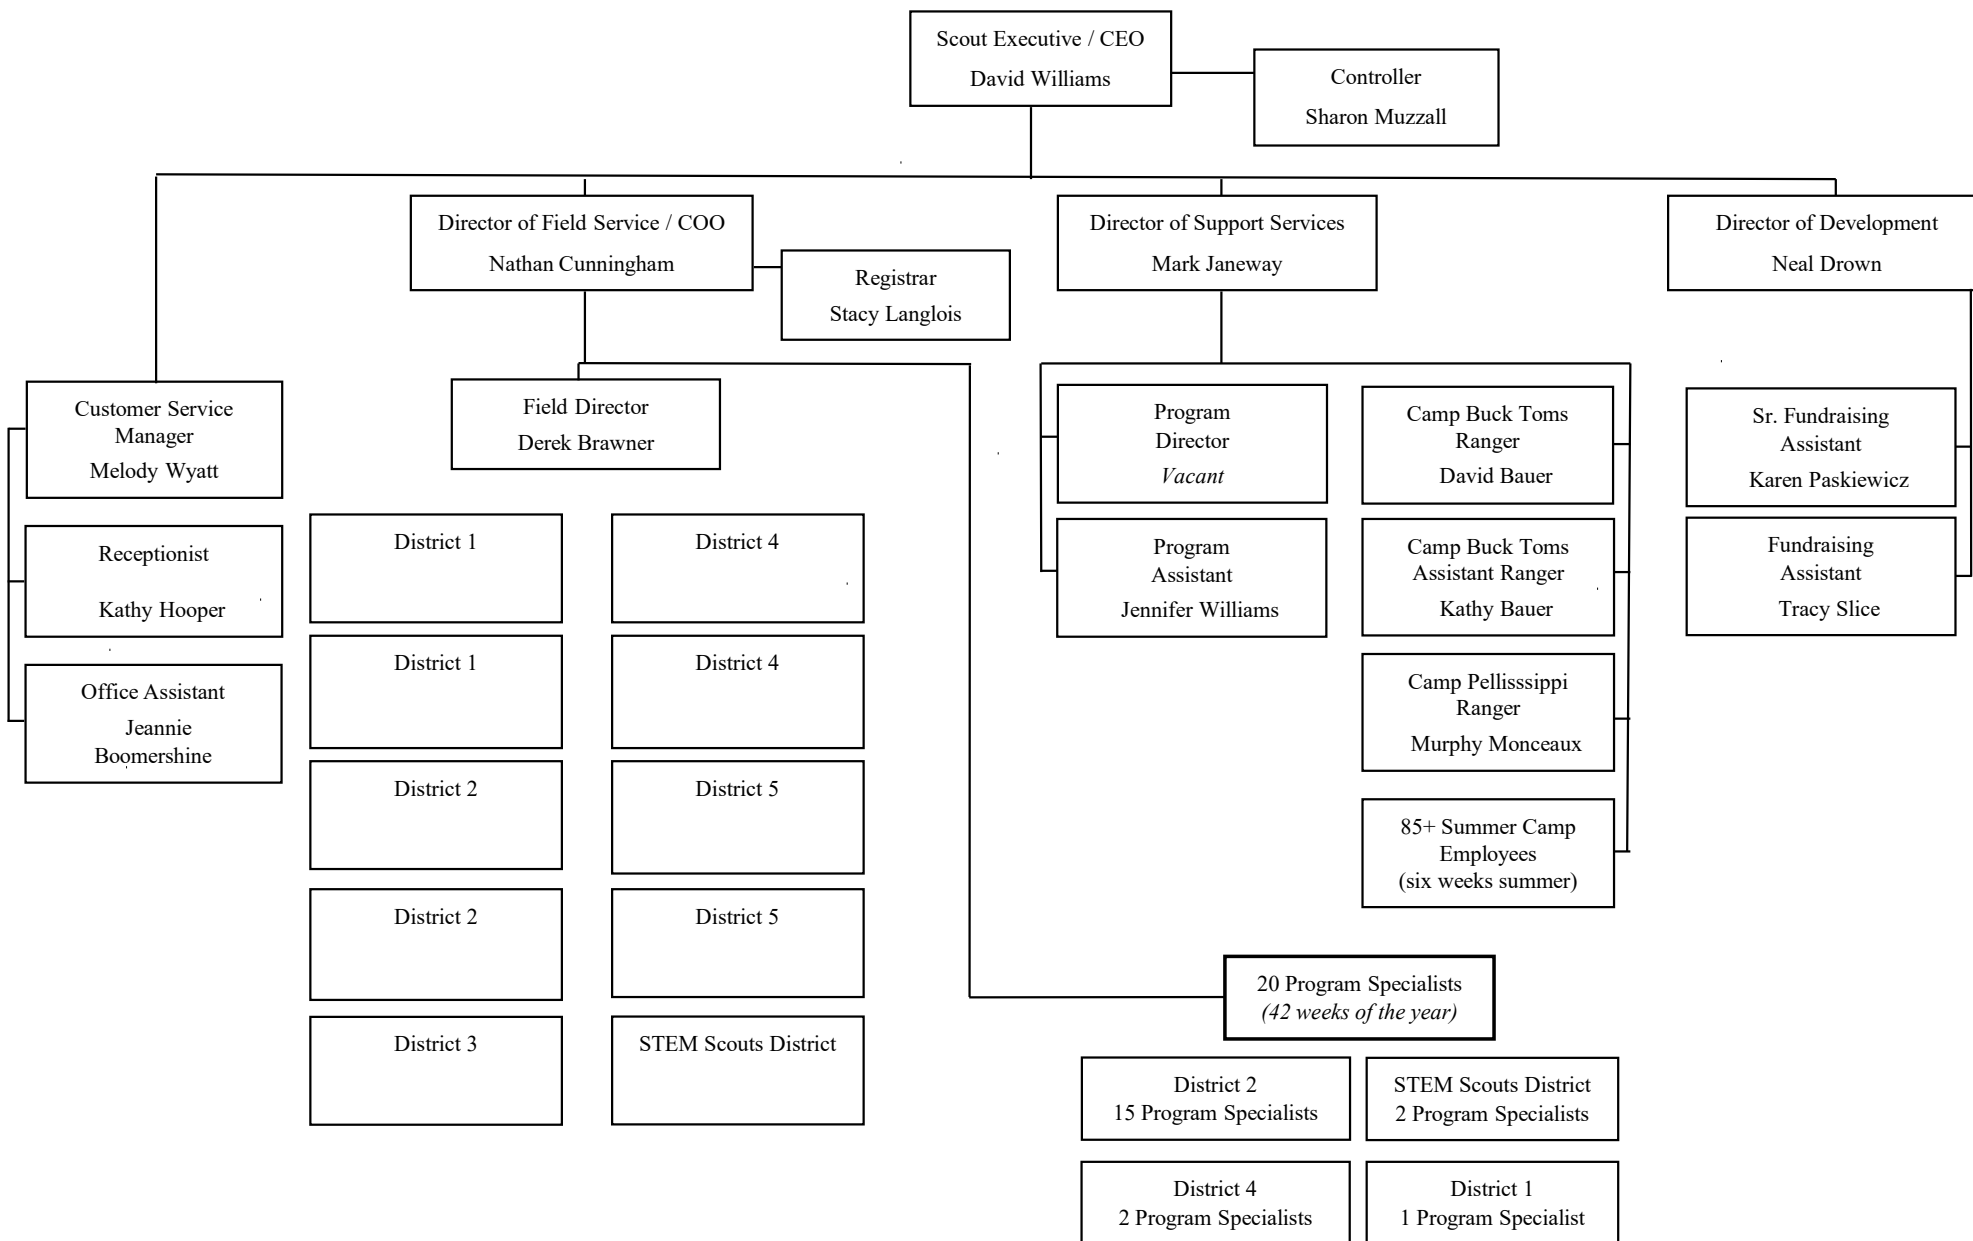 Scout Executive / CEO
David Williams
Controller
Sharon Muzzall
Director of Field Service / COO
Nathan Cunningham
Registrar
Stacy Langlois
Director of Support Services
Mark Janeway
Director of Development
Neal Drown
Customer Service
Manager
Melody Wyatt
Receptionist
Kathy Hooper
Office Assistant
Jeannie
Boomershine
Field Director
Derek Brawner
District 1
District 4
District 1
District 4
District 2
District 5
District 2
District 5
District 3
STEM Scouts District
Program
Director
Vacant
Program
Assistant
Jennifer Williams
Camp Buck Toms
Ranger
David Bauer
Camp Buck Toms
Assistant Ranger
Kathy Bauer
Camp Pellisssippi
Ranger
Murphy Monceaux
85+ Summer Camp
Employees
(six weeks summer)
Sr. Fundraising
Assistant
Karen Paskiewicz
Fundraising
Assistant
Tracy Slice
20 Program Specialists
(42 weeks of the year)
District 2
15 Program Specialists
STEM Scouts District
2 Program Specialists
District 4
2 Program Specialists
District 1
1 Program Specialist